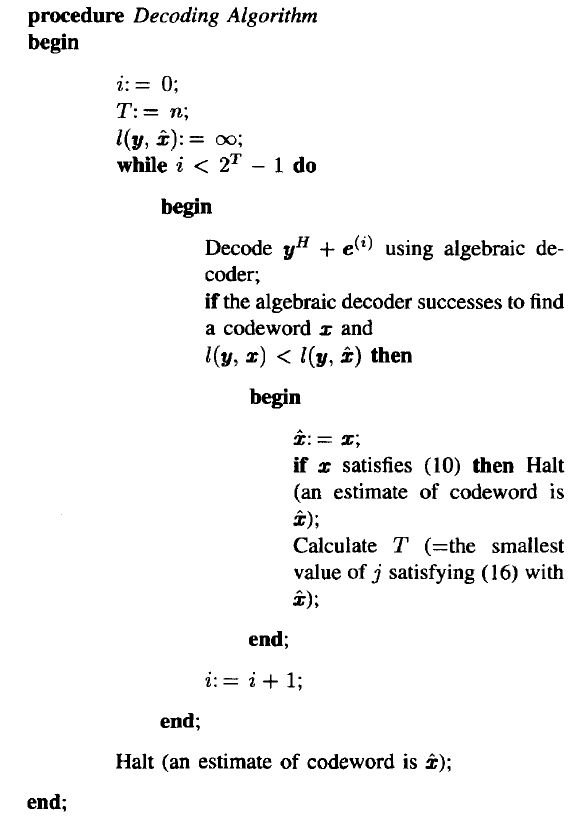 procedure Decoding Algorithm
begin
i: = 0;
T: = n;
l(y, x̂): = ∞;
while i < 2^T − 1 do
begin
Decode y^H + e^(i) using algebraic de-
coder;
if the algebraic decoder successes to find
a codeword x and
l(y, x) < l(y, x̂) then
begin
x̂: = x;
if x satisfies (10) then Halt
(an estimate of codeword is
x̂);
Calculate T (=the smallest
value of j satisfying (16) with
x̂);
end;
i: = i + 1;
end;
Halt (an estimate of codeword is x̂);
end;